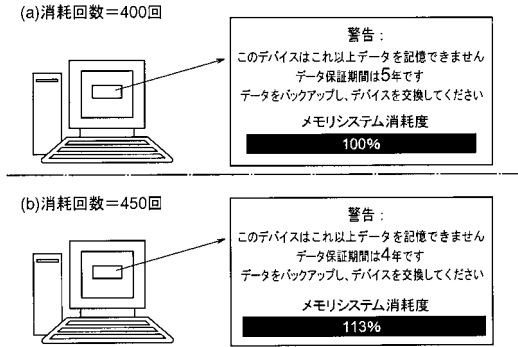 (a)消耗回数=400回
警告:
このデバイスはこれ以上データを記憶できません
データ保証期間は5年です
データをバックアップし、デバイスを交換してください
メモリシステム消耗度
100%
(b)消耗回数=450回
警告:
このデバイスはこれ以上データを記憶できません
データ保証期間は4年です
データをバックアップし、デバイスを交換してください
メモリシステム消耗度
113%